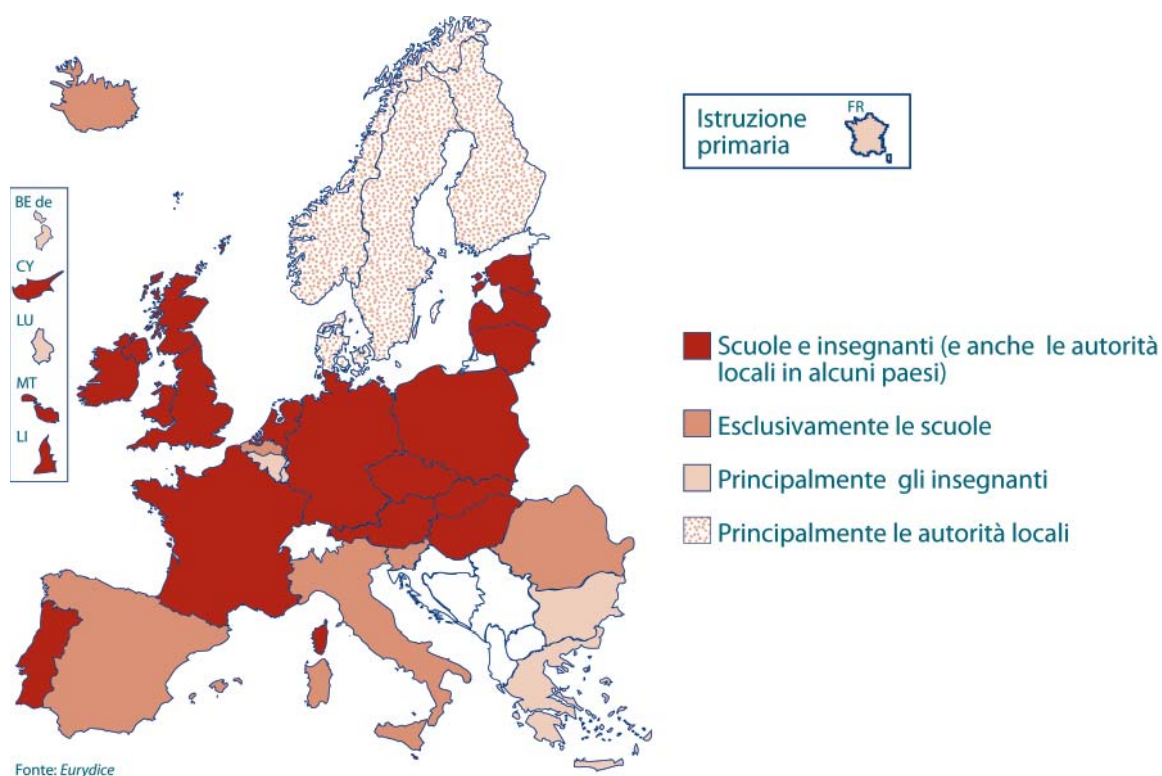 FR
Istruzione
primaria
BE de
CY
LU
MT
LI
Scuole e insegnanti (e anche le autorità
locali in alcuni paesi)
Esclusivamente le scuole
Principalmente gli insegnanti
Principalmente le autorità locali
Fonte: Eurydice